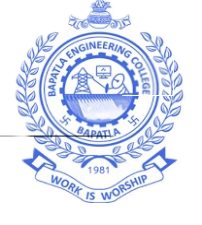 BAPATLA ENGINEERING COLLEGE
BAPATLA
1981
WORK IS WORSHIP